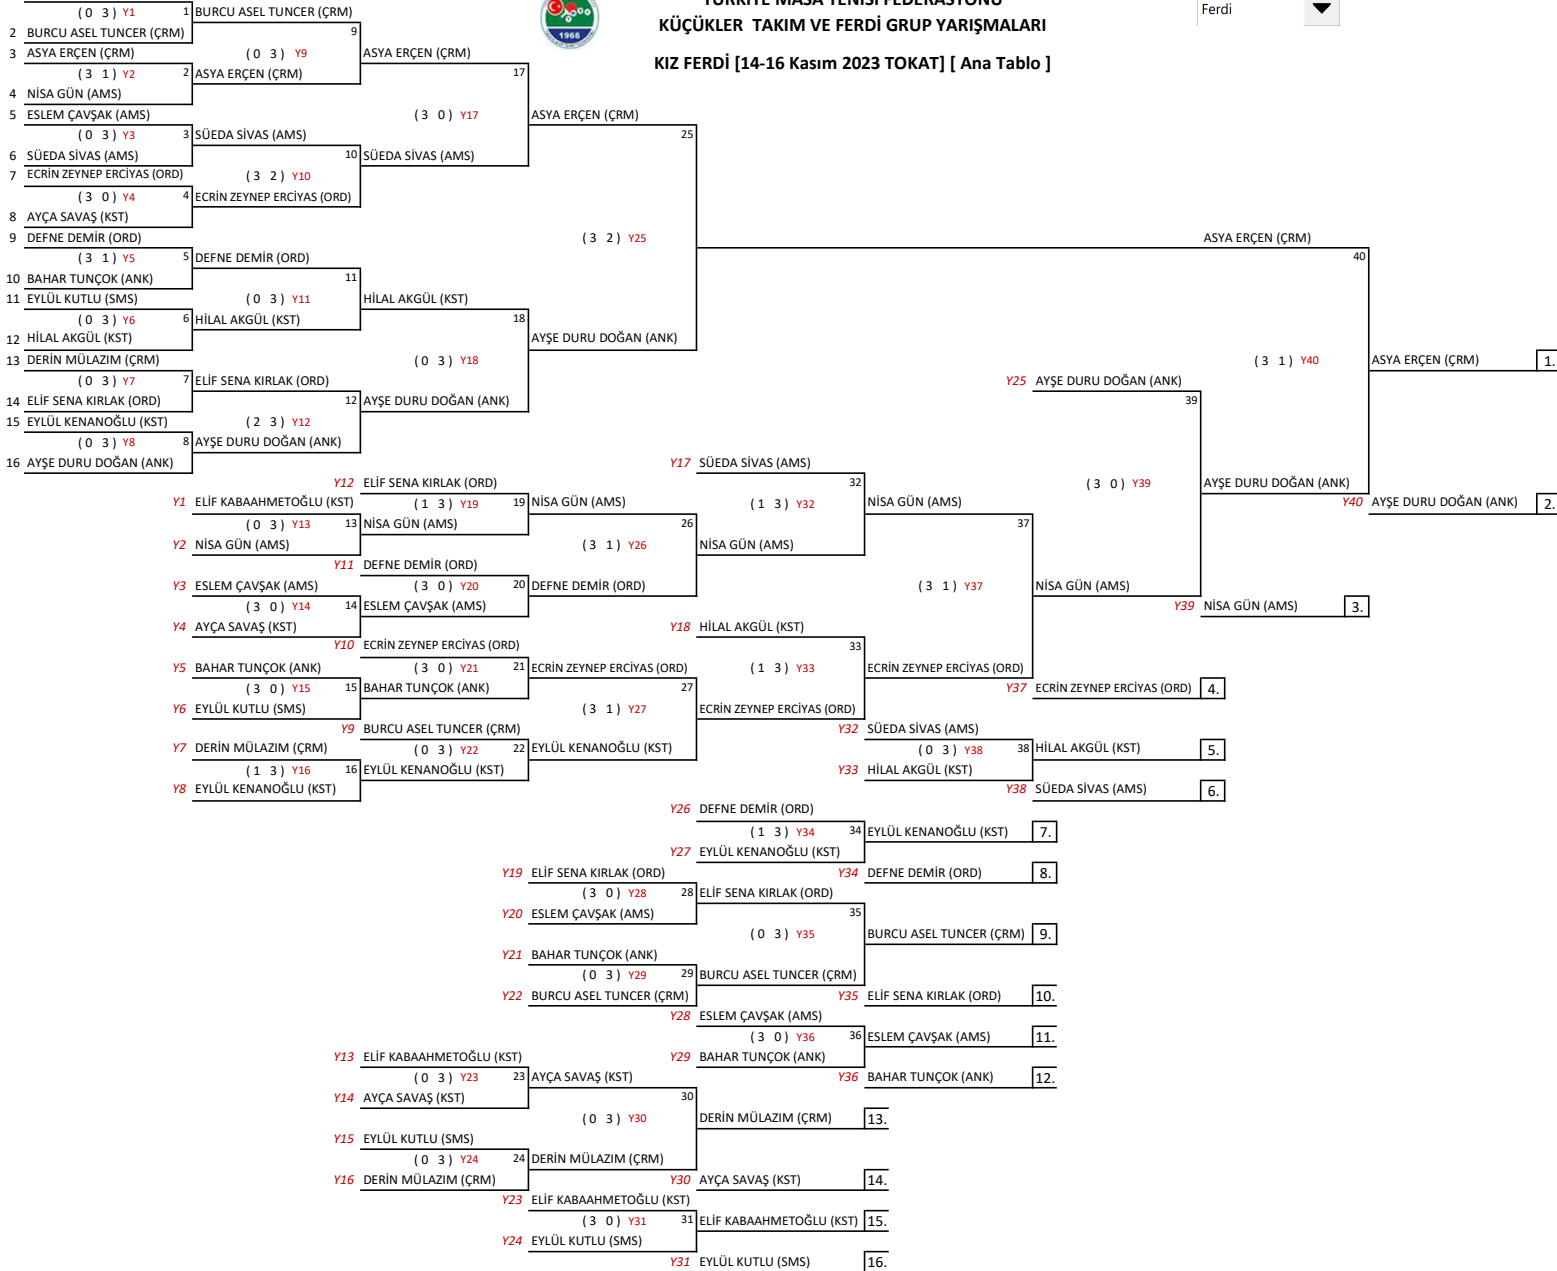 TÜRKİYE MASA TENİSİ FEDERASYONU
KÜÇÜKLER TAKIM VE FERDİ GRUP YARIŞMALARI
KIZ FERDİ [14-16 Kasım 2023 TOKAT] [ Ana Tablo ]
Ferdi
1966
( 0 3 ) Y1 1 BURCU ASEL TUNCER (ÇRM)
2 BURCU ASEL TUNCER (ÇRM) 9
3 ASYA ERÇEN (ÇRM) ( 0 3 ) Y9 ASYA ERÇEN (ÇRM)
( 3 1 ) Y2 2 ASYA ERÇEN (ÇRM) 17
4 NİSA GÜN (AMS)
5 ESLEM ÇAVŞAK (AMS) ( 3 0 ) Y17 ASYA ERÇEN (ÇRM)
( 0 3 ) Y3 3 SÜEDA SİVAS (AMS) 25
6 SÜEDA SİVAS (AMS) 10 SÜEDA SİVAS (AMS)
7 ECRİN ZEYNEP ERCİYAS (ORD) ( 3 2 ) Y10
( 3 0 ) Y4 4 ECRİN ZEYNEP ERCİYAS (ORD)
8 AYÇA SAVAŞ (KST)
9 DEFNE DEMİR (ORD) ( 3 2 ) Y25 ASYA ERÇEN (ÇRM)
( 3 1 ) Y5 5 DEFNE DEMİR (ORD) 40
10 BAHAR TUNÇOK (ANK) 11
11 EYLÜL KUTLU (SMS) ( 0 3 ) Y11 HİLAL AKGÜL (KST)
( 0 3 ) Y6 6 HİLAL AKGÜL (KST) 18
12 HİLAL AKGÜL (KST) AYŞE DURU DOĞAN (ANK)
13 DERİN MÜLAZIM (ÇRM) ( 0 3 ) Y18 ( 3 1 ) Y40 ASYA ERÇEN (ÇRM) 1.
( 0 3 ) Y7 7 ELİF SENA KIRLAK (ORD) Y25 AYŞE DURU DOĞAN (ANK)
14 ELİF SENA KIRLAK (ORD) 12 AYŞE DURU DOĞAN (ANK) 39
15 EYLÜL KENANOĞLU (KST) ( 2 3 ) Y12
( 0 3 ) Y8 8 AYŞE DURU DOĞAN (ANK)
16 AYŞE DURU DOĞAN (ANK) Y17 SÜEDA SİVAS (AMS)
Y12 ELİF SENA KIRLAK (ORD) 32 ( 3 0 ) Y39 AYŞE DURU DOĞAN (ANK)
Y1 ELİF KABAAHMETOĞLU (KST) ( 1 3 ) Y19 19 NİSA GÜN (AMS) ( 1 3 ) Y32 NİSA GÜN (AMS) Y40 AYŞE DURU DOĞAN (ANK) 2.
( 0 3 ) Y13 13 NİSA GÜN (AMS) 26 37
Y2 NİSA GÜN (AMS) ( 3 1 ) Y26 NİSA GÜN (AMS)
Y11 DEFNE DEMİR (ORD)
Y3 ESLEM ÇAVŞAK (AMS) ( 3 0 ) Y20 20 DEFNE DEMİR (ORD) ( 3 1 ) Y37 NİSA GÜN (AMS)
( 3 0 ) Y14 14 ESLEM ÇAVŞAK (AMS) Y39 NİSA GÜN (AMS) 3.
Y4 AYÇA SAVAŞ (KST) Y18 HİLAL AKGÜL (KST)
Y10 ECRİN ZEYNEP ERCİYAS (ORD) 33
Y5 BAHAR TUNÇOK (ANK) ( 3 0 ) Y21 21 ECRİN ZEYNEP ERCİYAS (ORD) ( 1 3 ) Y33 ECRİN ZEYNEP ERCİYAS (ORD)
( 3 0 ) Y15 15 BAHAR TUNÇOK (ANK) 27 Y37 ECRİN ZEYNEP ERCİYAS (ORD) 4.
Y6 EYLÜL KUTLU (SMS) ( 3 1 ) Y27 ECRİN ZEYNEP ERCİYAS (ORD)
Y9 BURCU ASEL TUNCER (ÇRM) Y32 SÜEDA SİVAS (AMS)
Y7 DERİN MÜLAZIM (ÇRM) ( 0 3 ) Y22 22 EYLÜL KENANOĞLU (KST) ( 0 3 ) Y38 38 HİLAL AKGÜL (KST) 5.
( 1 3 ) Y16 16 EYLÜL KENANOĞLU (KST) Y33 HİLAL AKGÜL (KST)
Y8 EYLÜL KENANOĞLU (KST) Y38 SÜEDA SİVAS (AMS) 6.
Y26 DEFNE DEMİR (ORD)
( 1 3 ) Y34 34 EYLÜL KENANOĞLU (KST) 7.
Y27 EYLÜL KENANOĞLU (KST)
Y19 ELİF SENA KIRLAK (ORD) Y34 DEFNE DEMİR (ORD) 8.
( 3 0 ) Y28 28 ELİF SENA KIRLAK (ORD)
Y20 ESLEM ÇAVŞAK (AMS) 35
( 0 3 ) Y35 BURCU ASEL TUNCER (ÇRM) 9.
Y21 BAHAR TUNÇOK (ANK)
( 0 3 ) Y29 29 BURCU ASEL TUNCER (ÇRM)
Y22 BURCU ASEL TUNCER (ÇRM) Y35 ELİF SENA KIRLAK (ORD) 10.
Y28 ESLEM ÇAVŞAK (AMS)
( 3 0 ) Y36 36 ESLEM ÇAVŞAK (AMS) 11.
Y13 ELİF KABAAHMETOĞLU (KST) Y29 BAHAR TUNÇOK (ANK)
( 0 3 ) Y23 23 AYÇA SAVAŞ (KST) Y36 BAHAR TUNÇOK (ANK) 12.
Y14 AYÇA SAVAŞ (KST) 30
( 0 3 ) Y30 DERİN MÜLAZIM (ÇRM) 13.
Y15 EYLÜL KUTLU (SMS)
( 0 3 ) Y24 24 DERİN MÜLAZIM (ÇRM)
Y16 DERİN MÜLAZIM (ÇRM) Y30 AYÇA SAVAŞ (KST) 14.
Y23 ELİF KABAAHMETOĞLU (KST)
( 3 0 ) Y31 31 ELİF KABAAHMETOĞLU (KST) 15.
Y24 EYLÜL KUTLU (SMS)
Y31 EYLÜL KUTLU (SMS) 16.